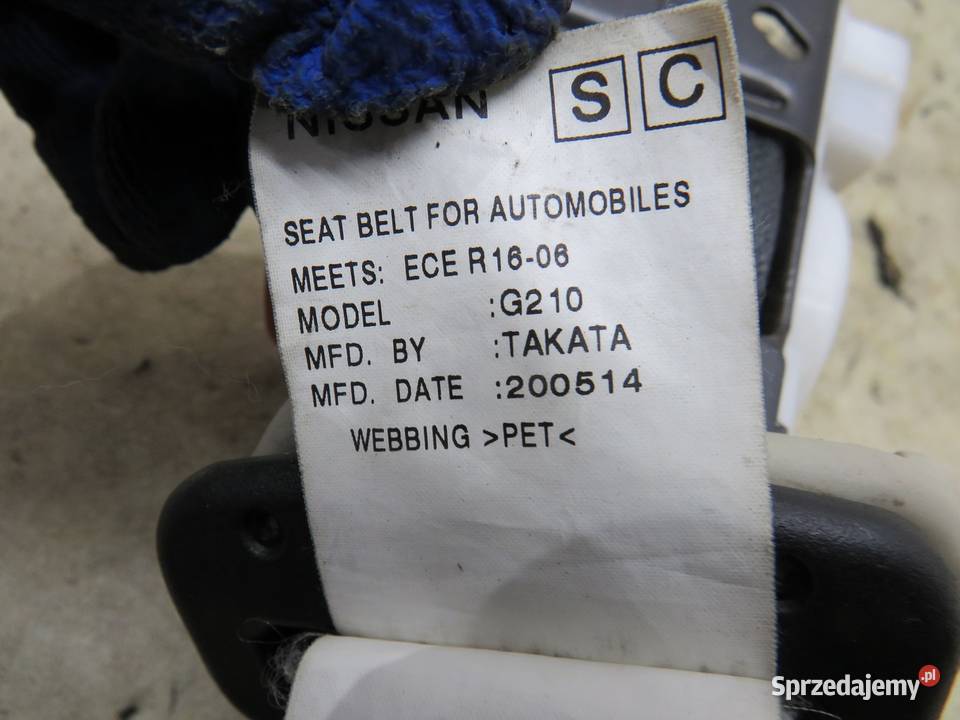 NISSAN S C
SEAT BELT FOR AUTOMOBILES
MEETS: ECE R16-06
MODEL :G210
MFD. BY :TAKATA
MFD. DATE :200514
WEBBING >PET<
Sprzedajemy.pl